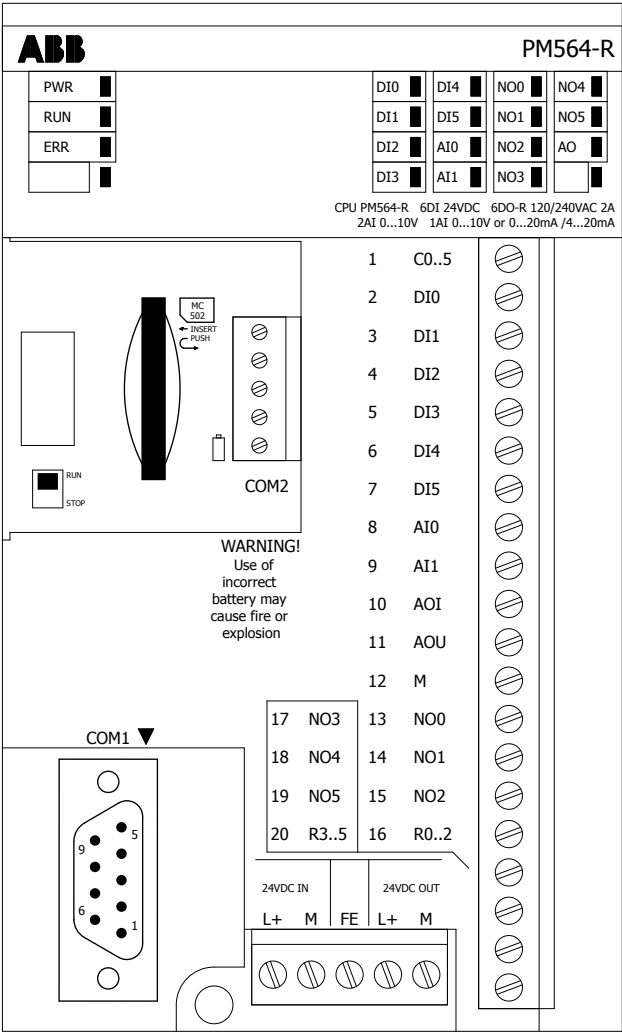 ABB PM564-R
PWR DI0 DI4 NO0 NO4
RUN DI1 DI5 NO1 NO5
ERR DI2 AI0 NO2 AO
DI3 AI1 NO3
CPU PM564-R 6DI 24VDC 6DO-R 120/240VAC 2A
2AI 0...10V 1AI 0...10V or 0...20mA /4...20mA
1 C0..5
2 DI0
3 DI1
4 DI2
5 DI3
6 DI4
7 DI5
8 AI0
9 AI1
10 AOI
11 AOU
12 M
17 NO3 13 NO0
18 NO4 14 NO1
19 NO5 15 NO2
20 R3..5 16 R0..2
MC
502
INSERT
PUSH
RUN
STOP
COM2
WARNING!
Use of
incorrect
battery may
cause fire or
explosion
COM1
5
9
6
1
24VDC IN 24VDC OUT
L+ M FE L+ M